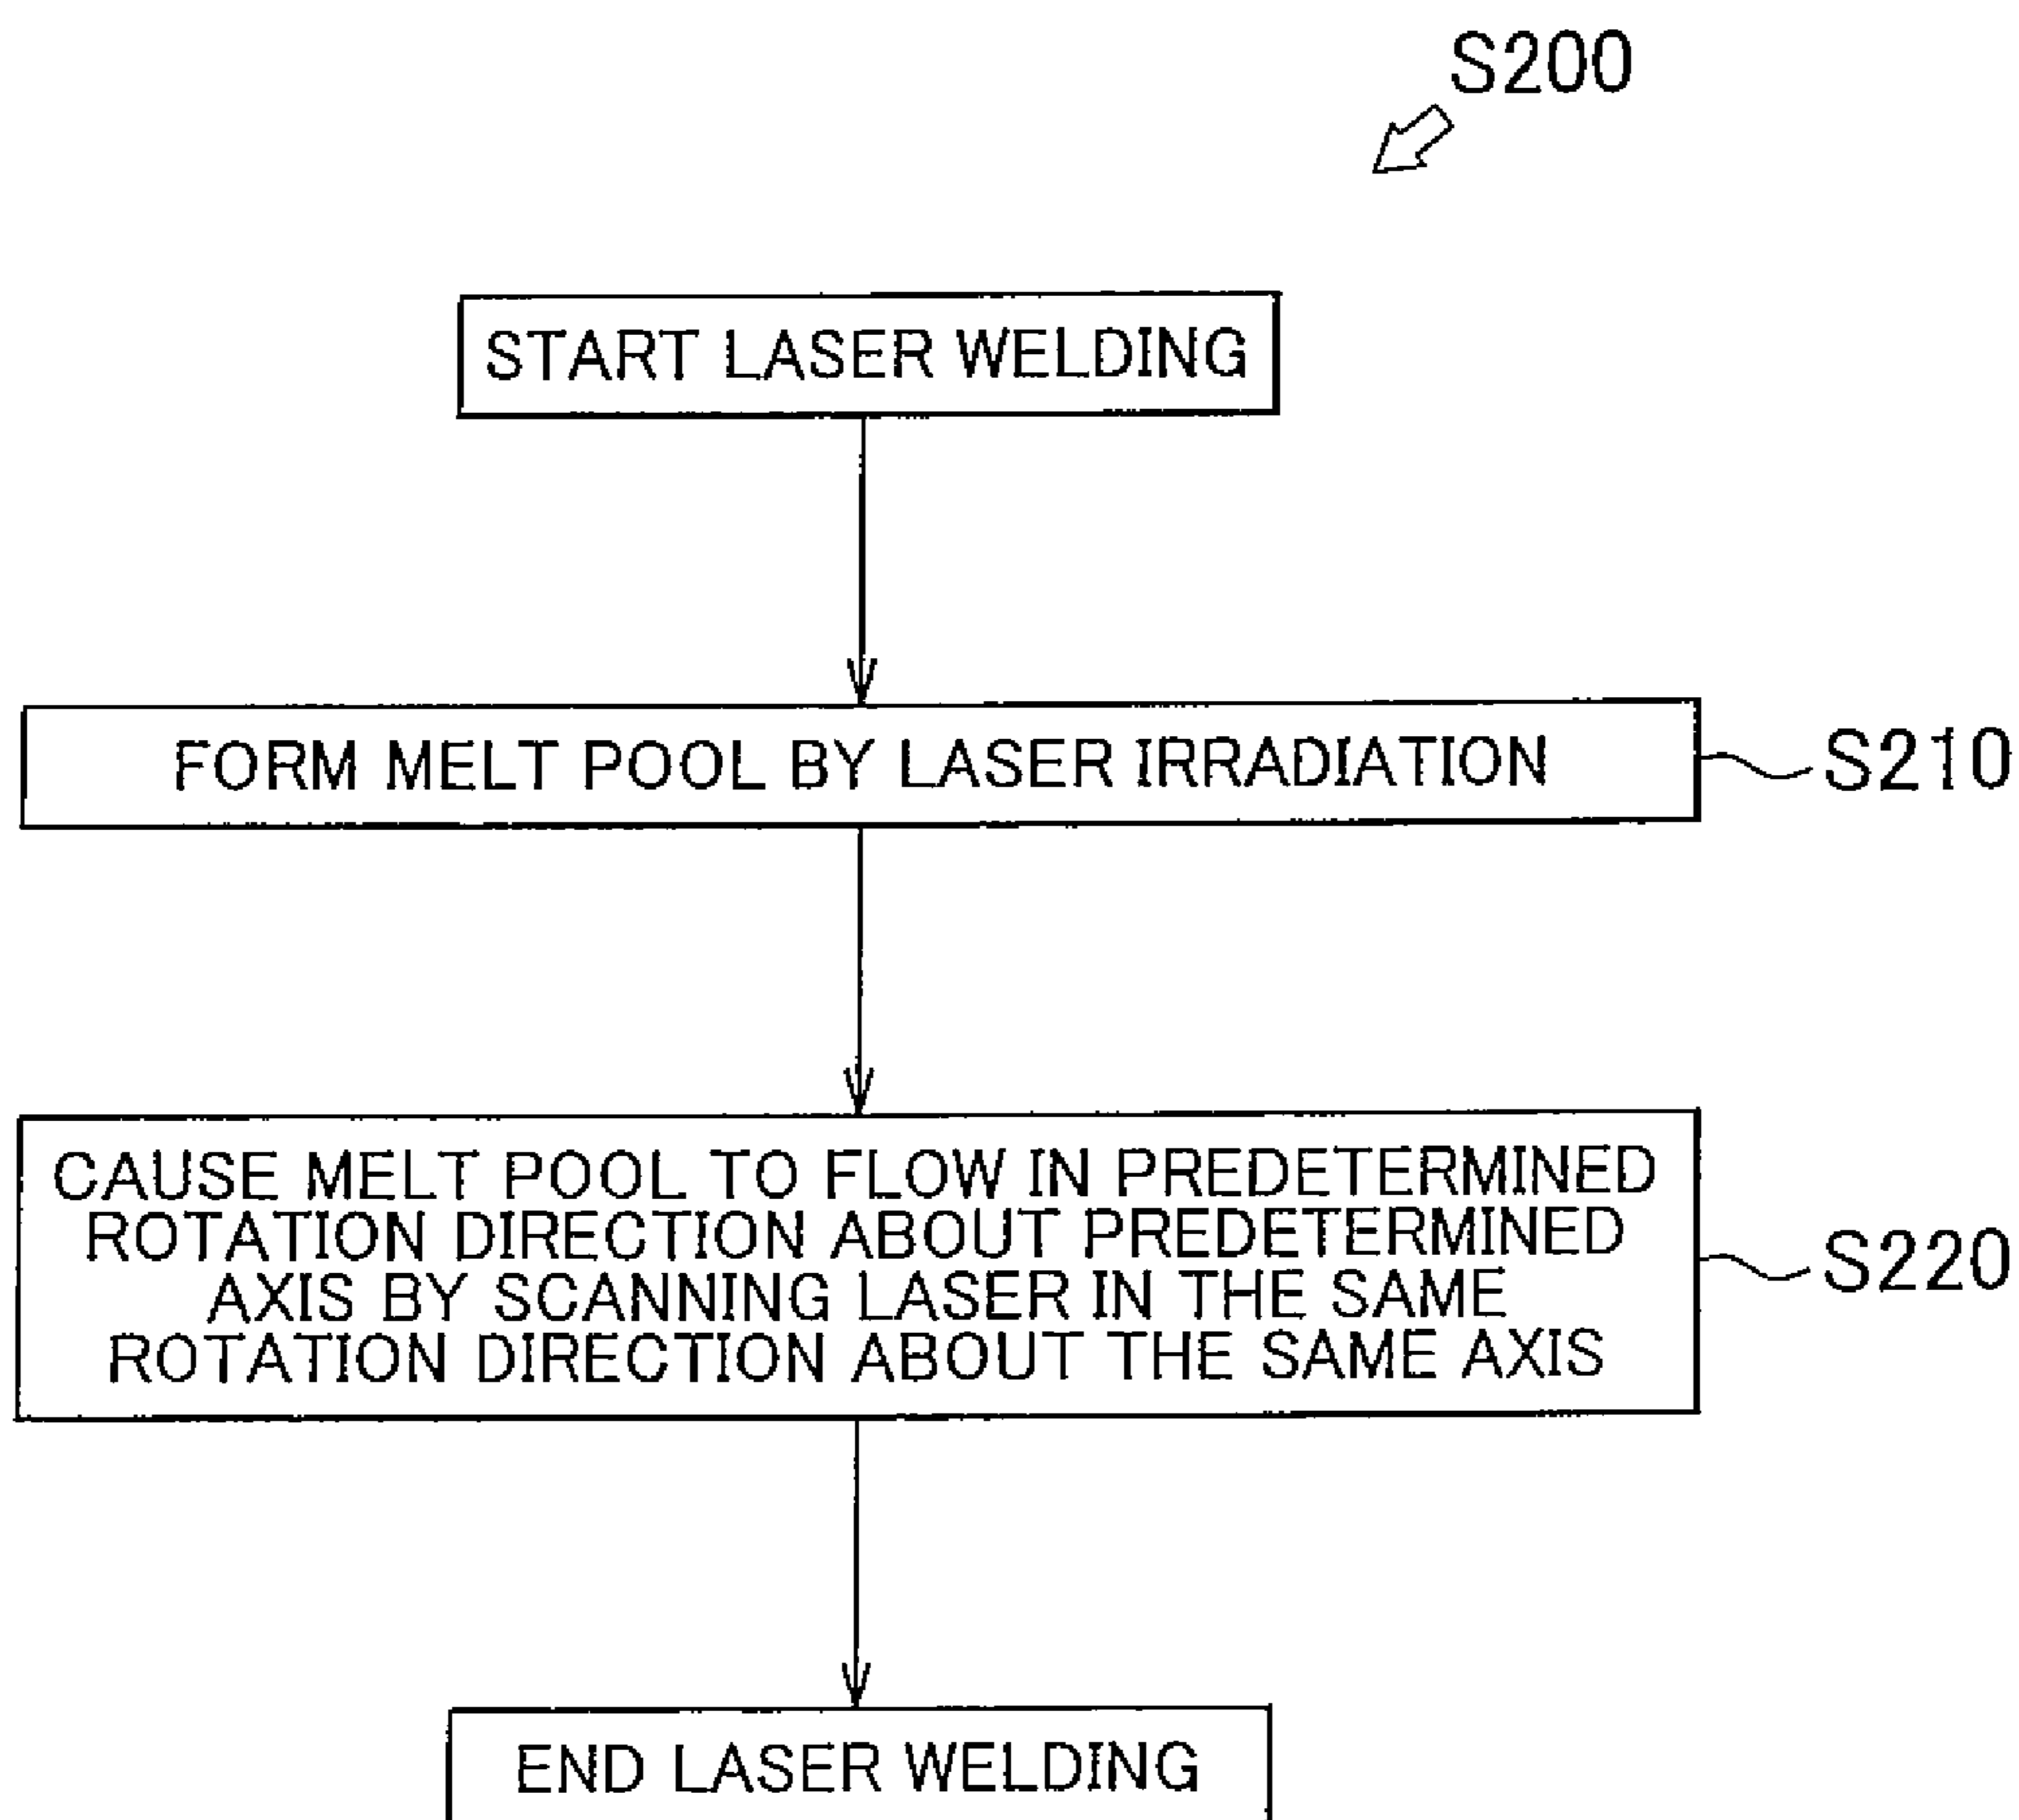 S200
START LASER WELDING
FORM MELT POOL BY LASER IRRADIATION
S210
CAUSE MELT POOL TO FLOW IN PREDETERMINED
ROTATION DIRECTION ABOUT PREDETERMINED
AXIS BY SCANNING LASER IN THE SAME
ROTATION DIRECTION ABOUT THE SAME AXIS
S220
END LASER WELDING